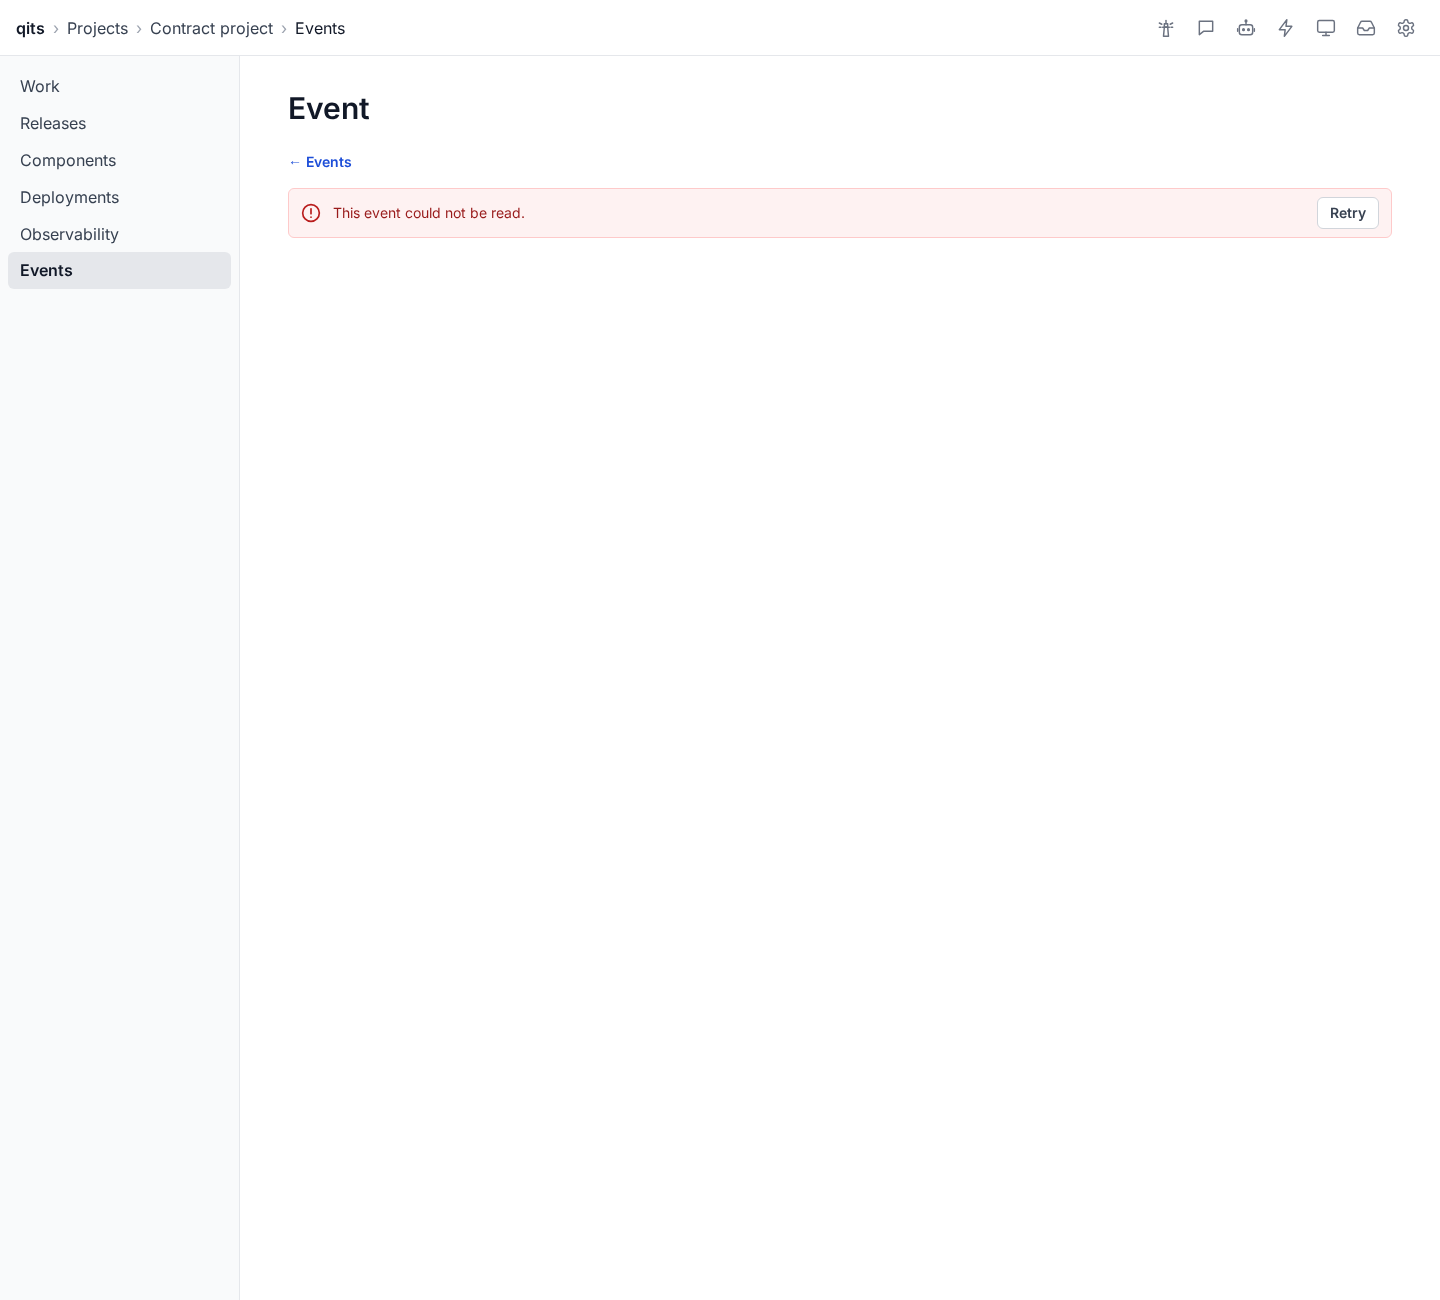 qits › Projects › Contract project › Events
Work
Releases
Components
Deployments
Observability
Events
Event
← Events
This event could not be read.
Retry